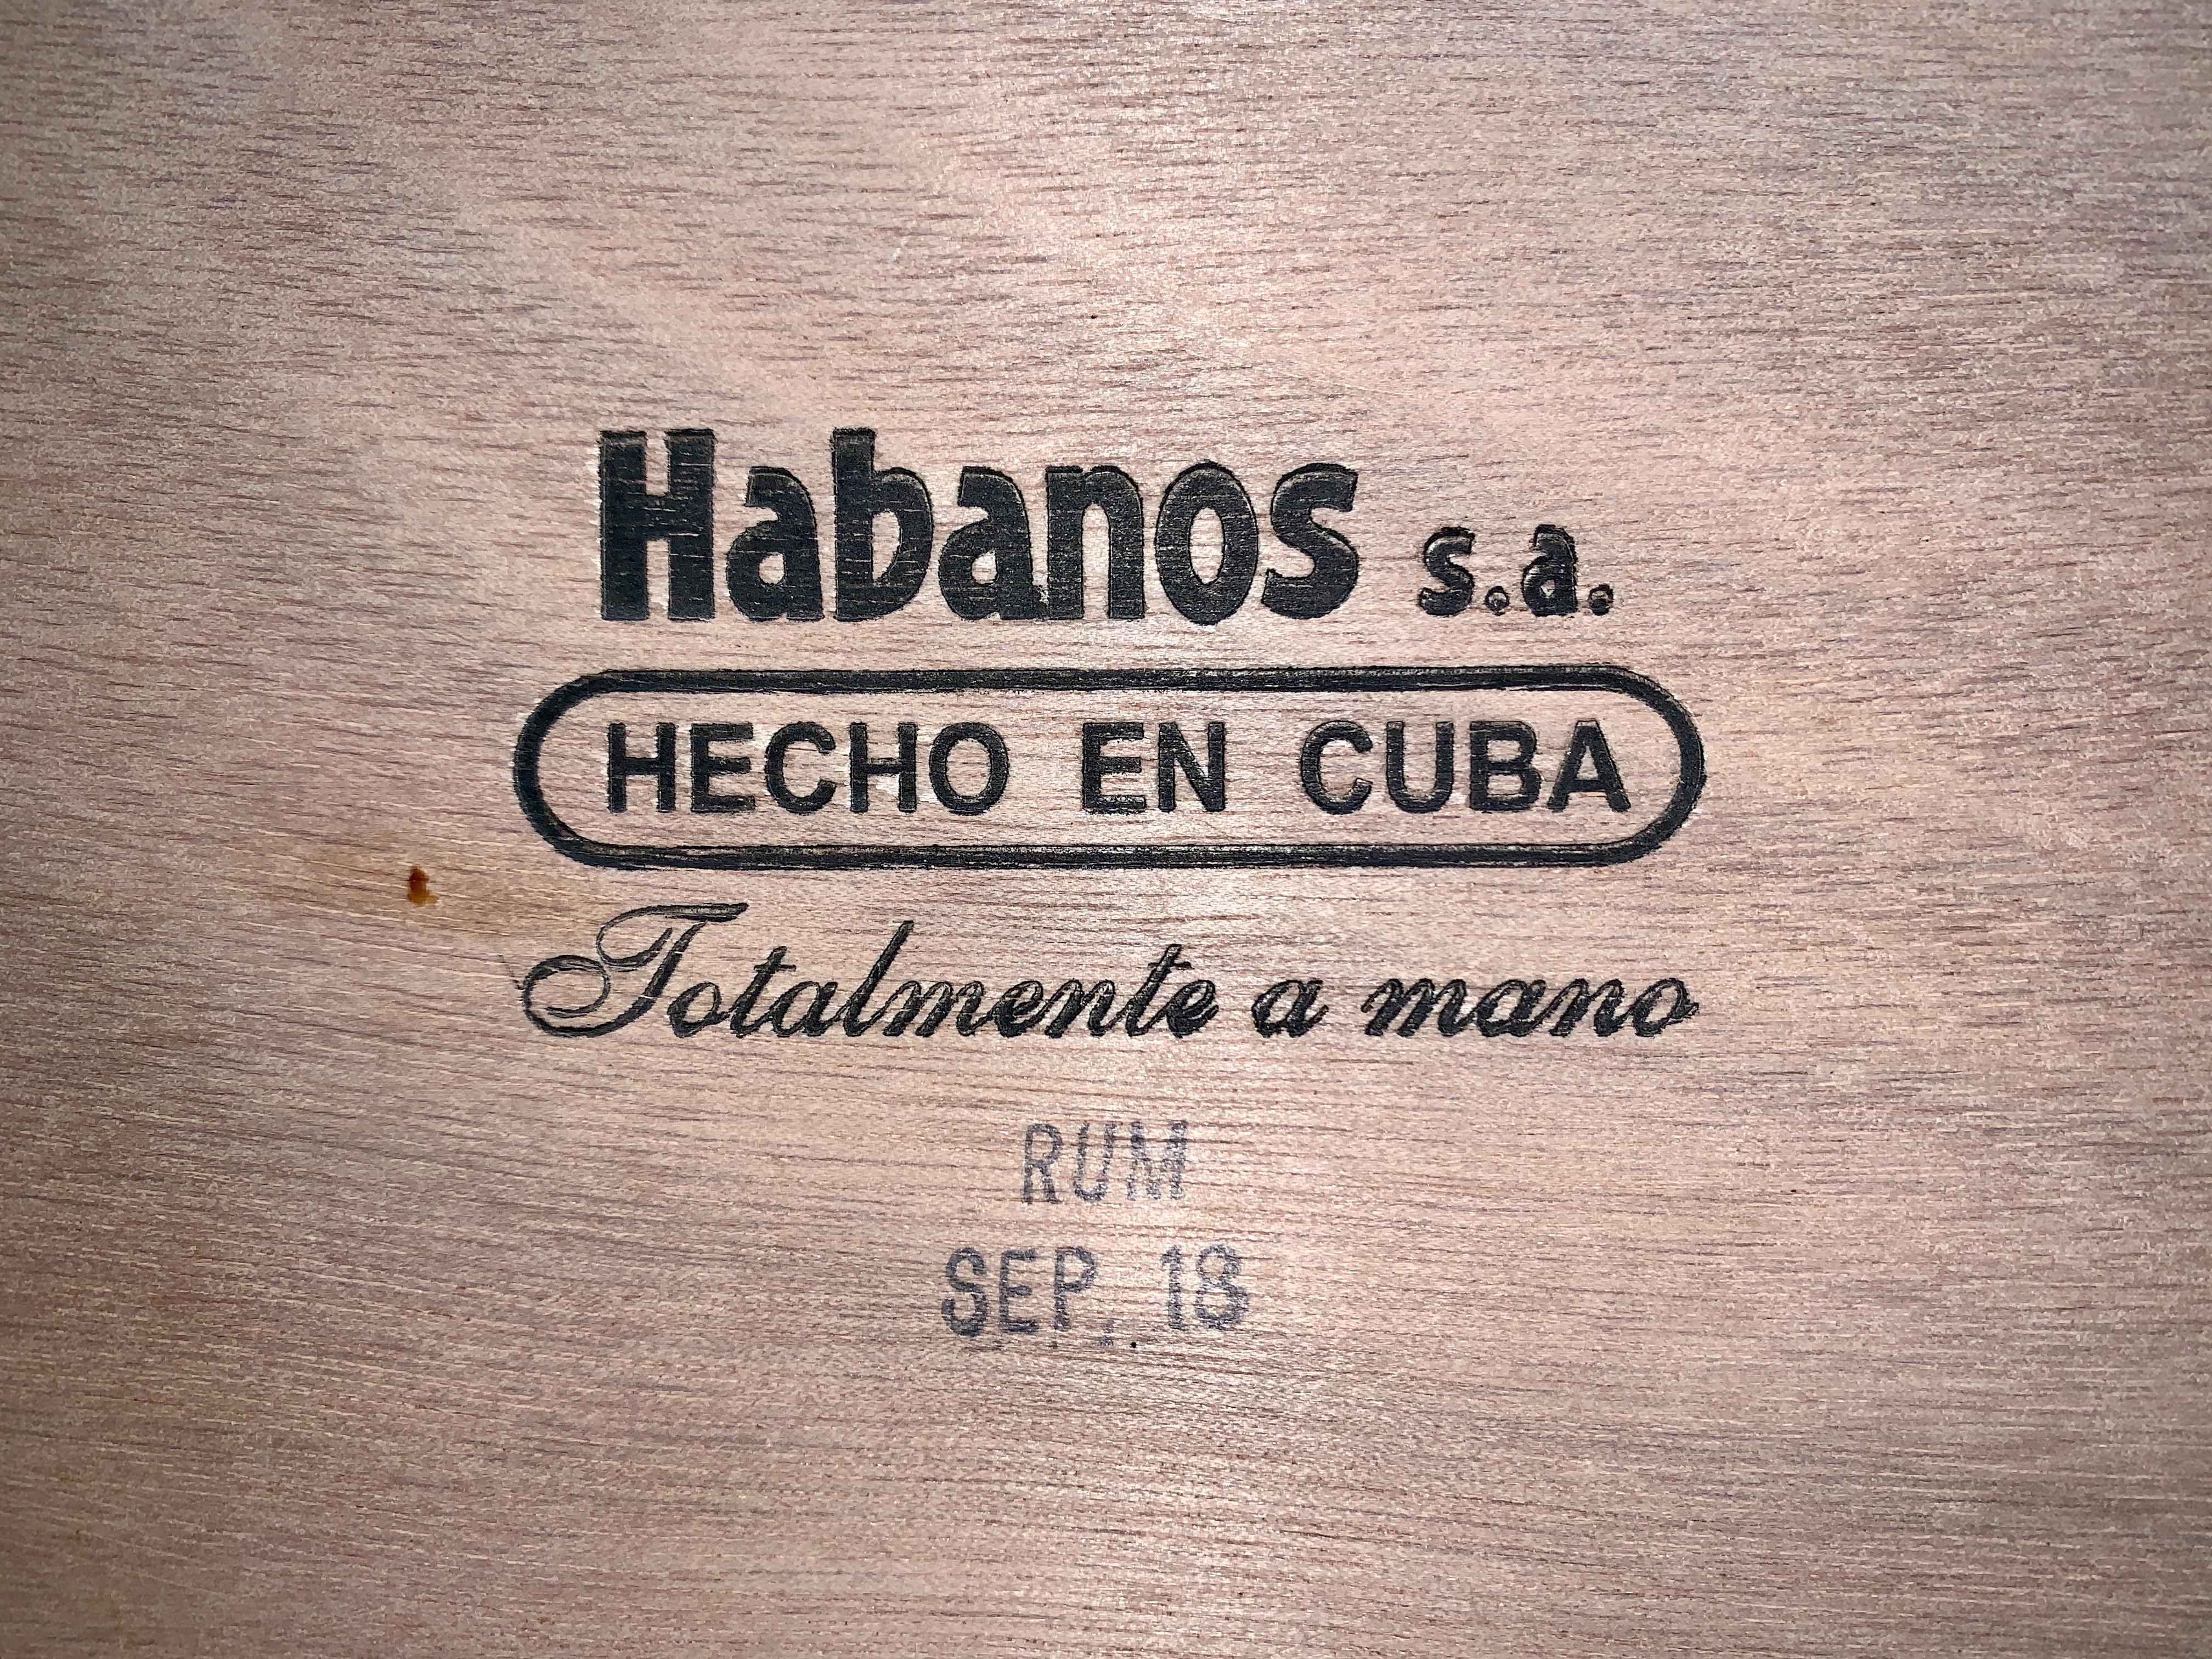 Habanos s.a.
HECHO EN CUBA
Totalmente a mano
RUM
SEP. 18